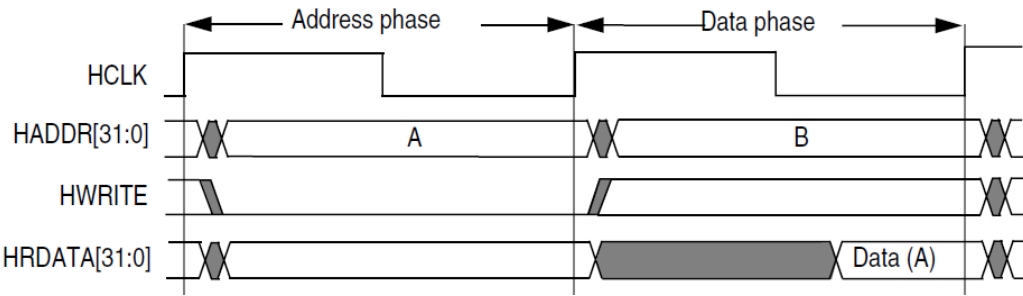 Address phase Data phase
HCLK
HADDR[31:0] A B
HWRITE
HRDATA[31:0] Data (A)